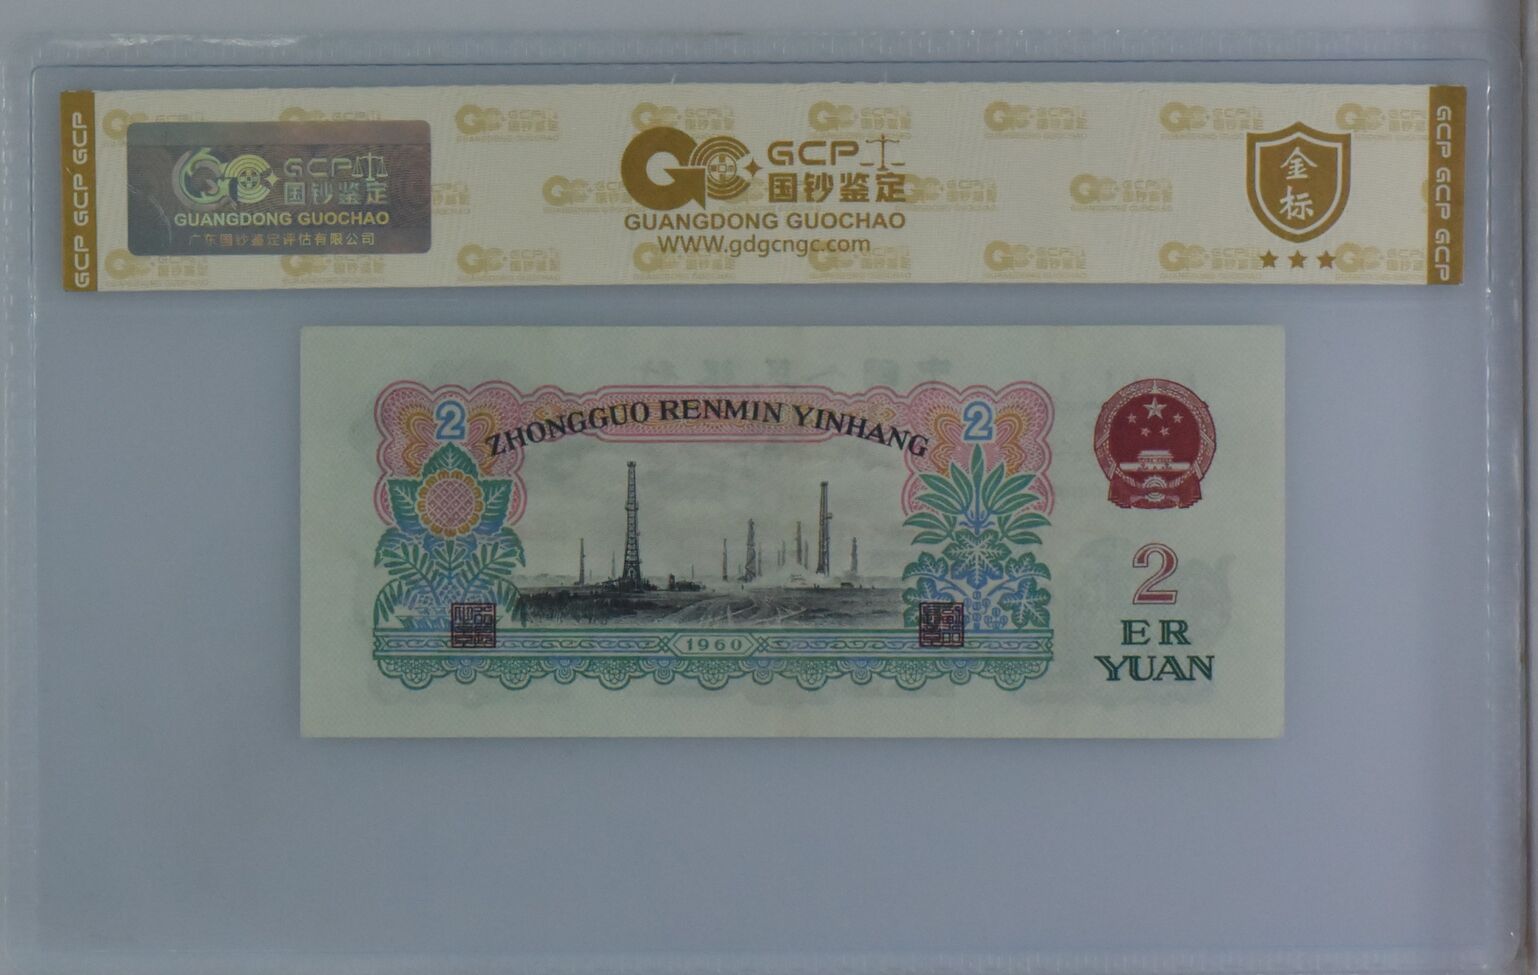 GCP GCP GCP
GCP
国钞鉴定
GUANGDONG GUOCHAO
广东国钞鉴定评估有限公司
GCP
国钞鉴定
GUANGDONG GUOCHAO
WWW.gdgcngc.com
金标
GCP GCP GCP
2
ZHONGGUO RENMIN YINHANG
2
1960
2
ER
YUAN